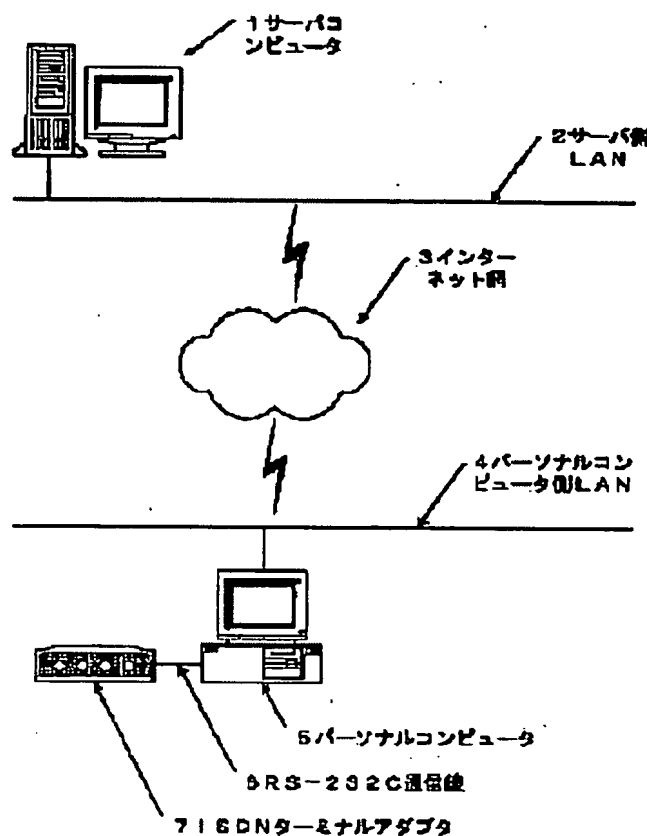 1サーバコ
ンピュータ
2サーバ側
LAN
3インター
ネット網
4パーソナルコン
ピュータ側LAN
5パーソナルコンピュータ
6RS-232C通信線
7ISDNターミナルアダプタ